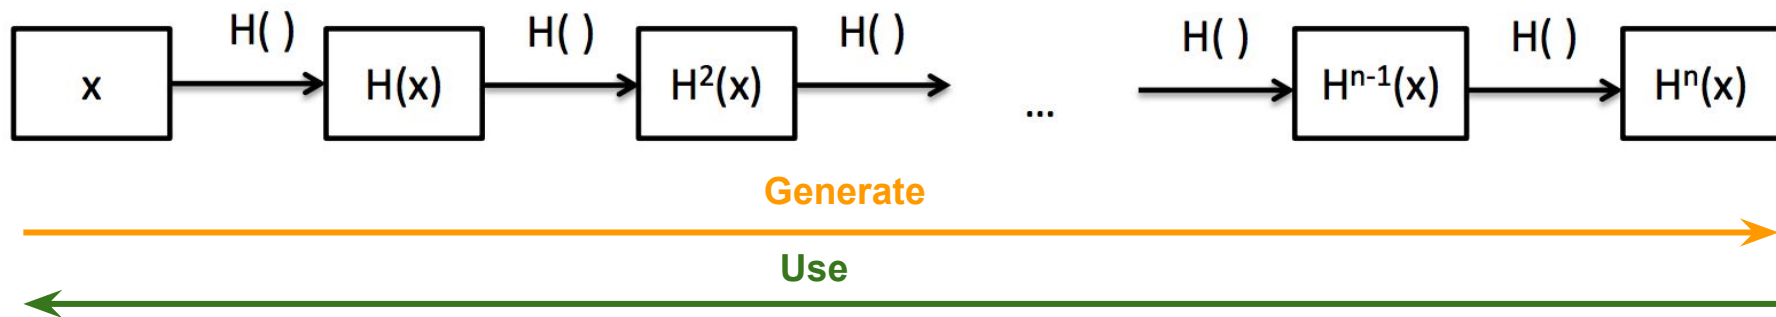 H( ) H( ) H( ) H( ) H( )
x H(x) H²(x) ... Hⁿ⁻¹(x) Hⁿ(x)
Generate
Use